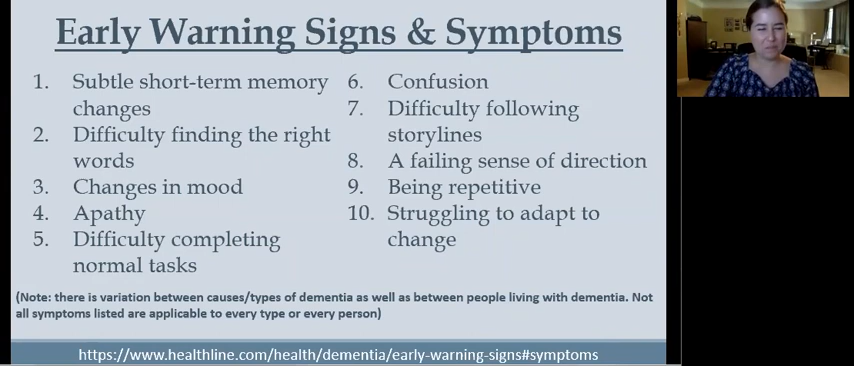 Early Warning Signs & Symptoms
1. Subtle short-term memory
changes
2. Difficulty finding the right
words
3. Changes in mood
4. Apathy
5. Difficulty completing
normal tasks
6. Confusion
7. Difficulty following
storylines
8. A failing sense of direction
9. Being repetitive
10. Struggling to adapt to
change
(Note: there is variation between causes/types of dementia as well as between people living with dementia. Not
all symptoms listed are applicable to every type or every person)
https://www.healthline.com/health/dementia/early-warning-signs#symptoms